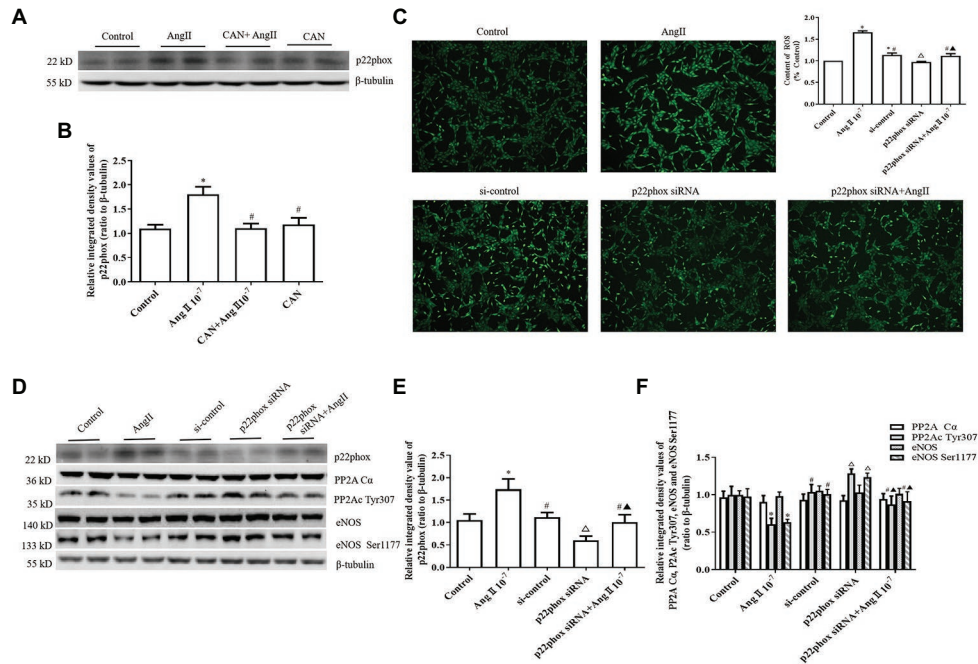 A
Control AngII CAN+ AngII CAN
22 kD p22phox
55 kD β-tubulin
B
Relative integrated density values of
p22phox (ratio to β-tubulin)
2.5
2.0
1.5
1.0
0.5
0.0
*
#
#
Control
Ang II 10-7
CAN+Ang II10-7
CAN
C
Control AngII
si-control p22phox siRNA p22phox siRNA+AngII
Content of ROS
(% Control)
2.0
1.5
1.0
0.5
0.0
*
* #
△
#▲
Control
Ang II 10-7
si-control
p22phox siRNA
p22phox siRNA+Ang II 10-7
D
Control AngII si-control p22phox siRNA p22phox
siRNA+AngII
22 kD p22phox
36 kD PP2A Cα
35 kD PP2Ac Tyr307
140 kD eNOS
133 kD eNOS Ser1177
55 kD β-tubulin
E
Relative integrated density value of
p22phox (ratio to β-tubulin)
2.5
2.0
1.5
1.0
0.5
0.0
*
#
△
#▲
Control
Ang II 10-7
si-control
p22phox siRNA
p22phox siRNA+Ang II 10-7
F
PP2A Cα
PP2Ac Tyr307
eNOS
eNOS Ser1177
Relative integrated density values of
PP2A Cα, P2Ac Tyr307, eNOS and eNOS Ser1177
(ratio to β-tubulin)
2.0
1.5
1.0
0.5
0.0
* *
# #
△ △
#▲ #▲
Control
Ang II 10-7
si-control
p22phox siRNA
p22phox siRNA+Ang II 10-7